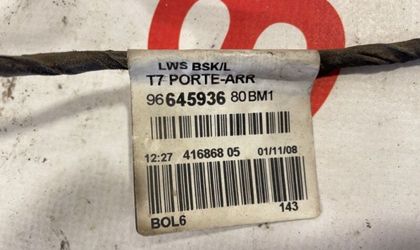 LWS BSK/L
T7 PORTE-ARR
96 645936 80 BM1
12:27 416868 05 01/11/08
BOL6 143